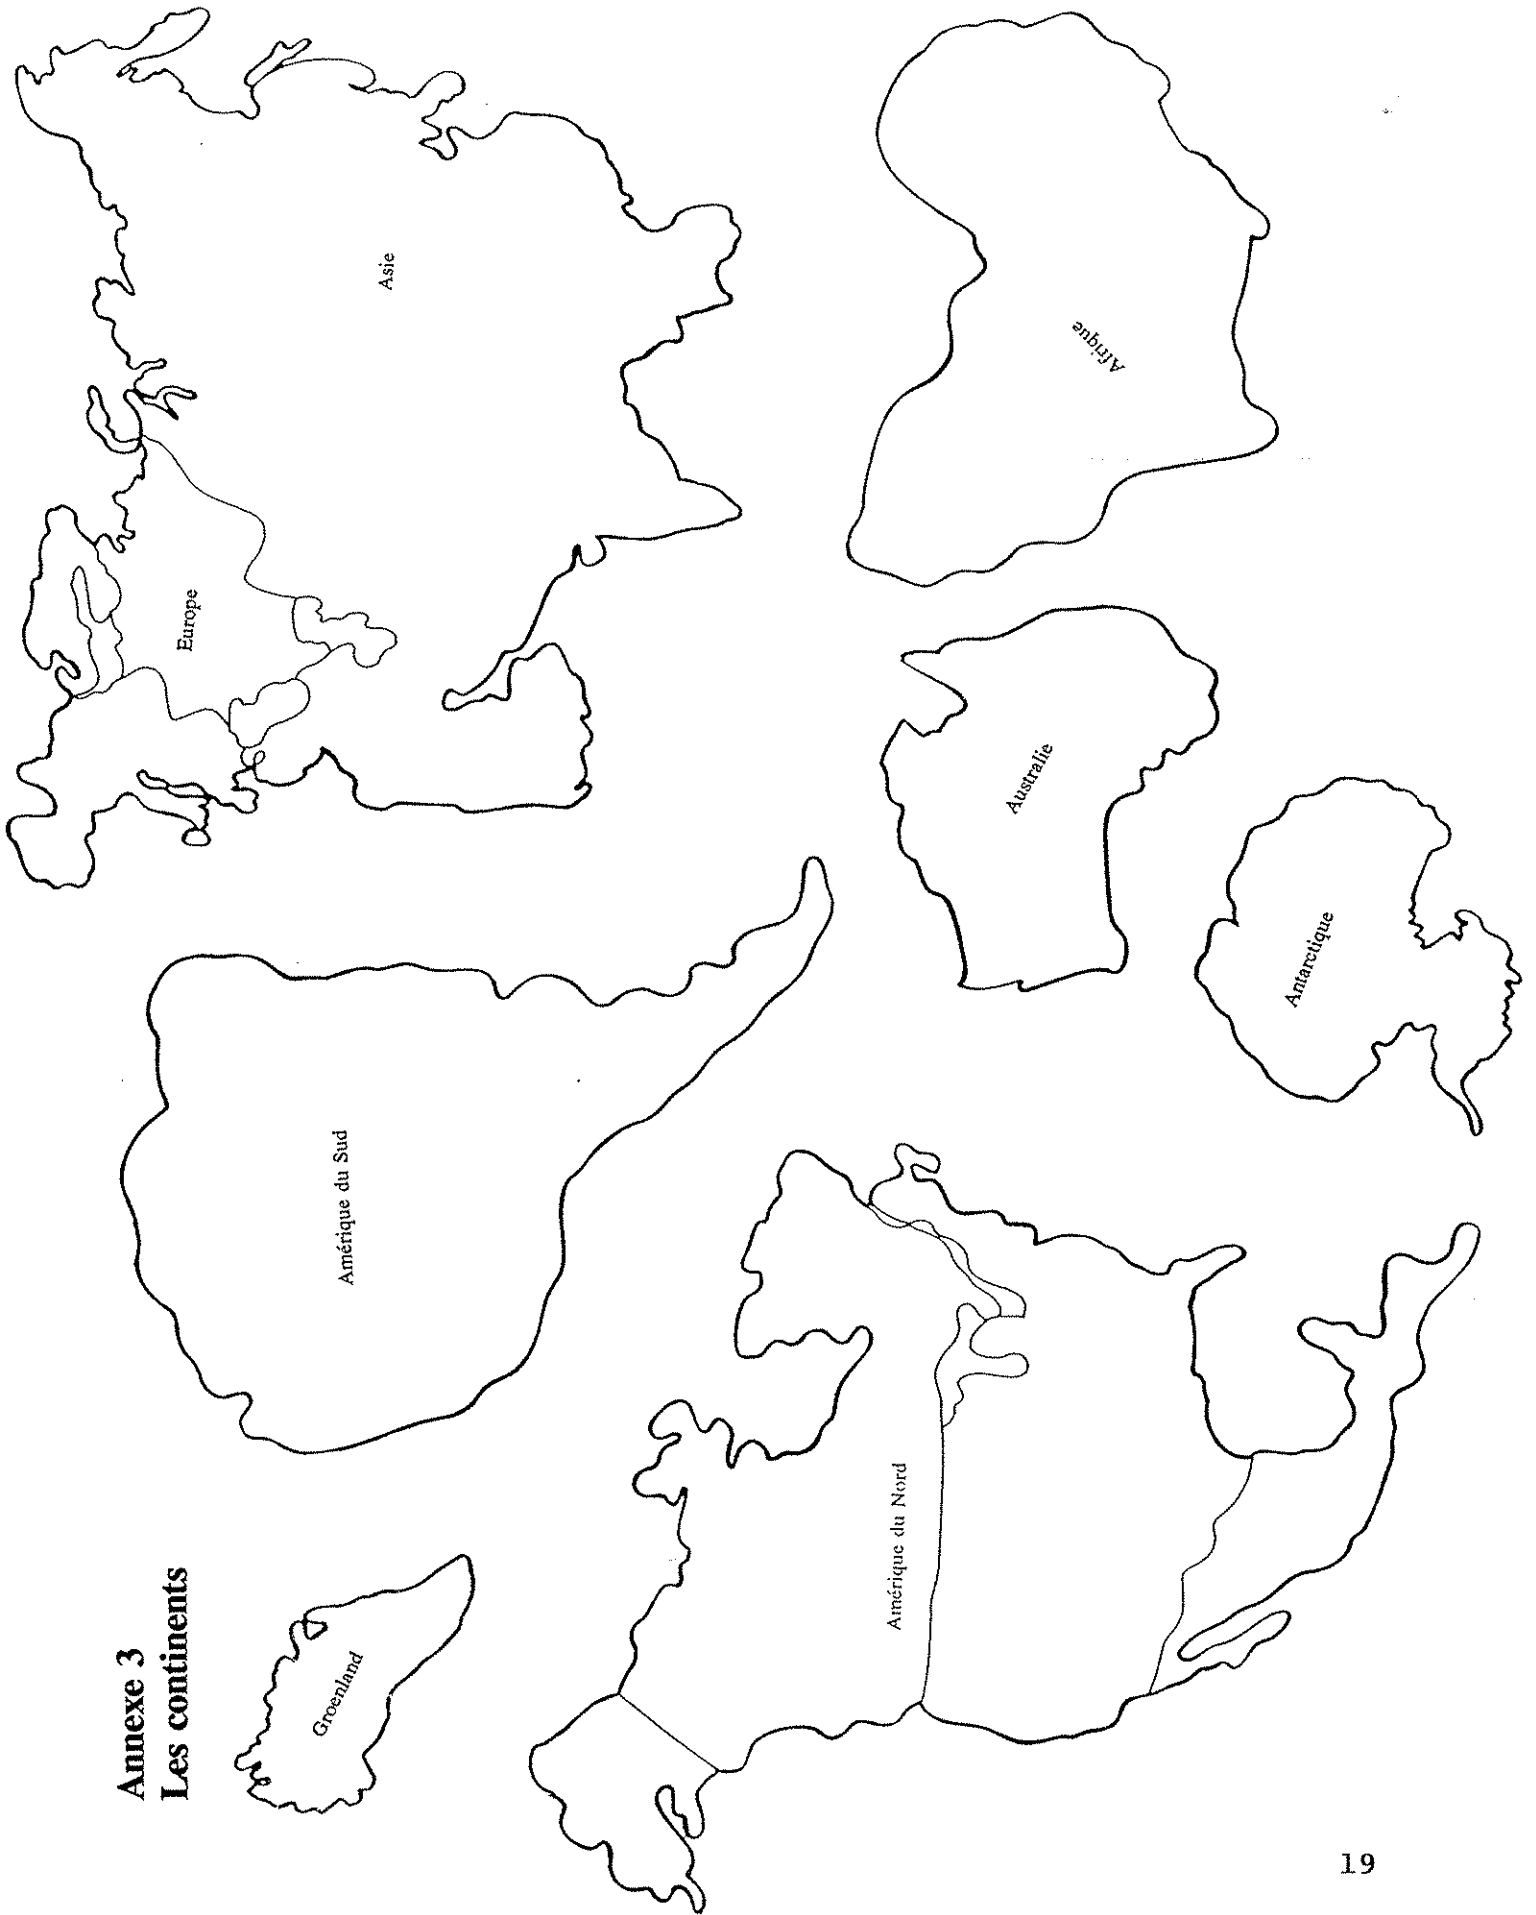 Annexe 3
Les continents
Groenland
Amérique du Sud
Europe
Asie
Amérique du Nord
Australie
Afrique
Antarctique
19